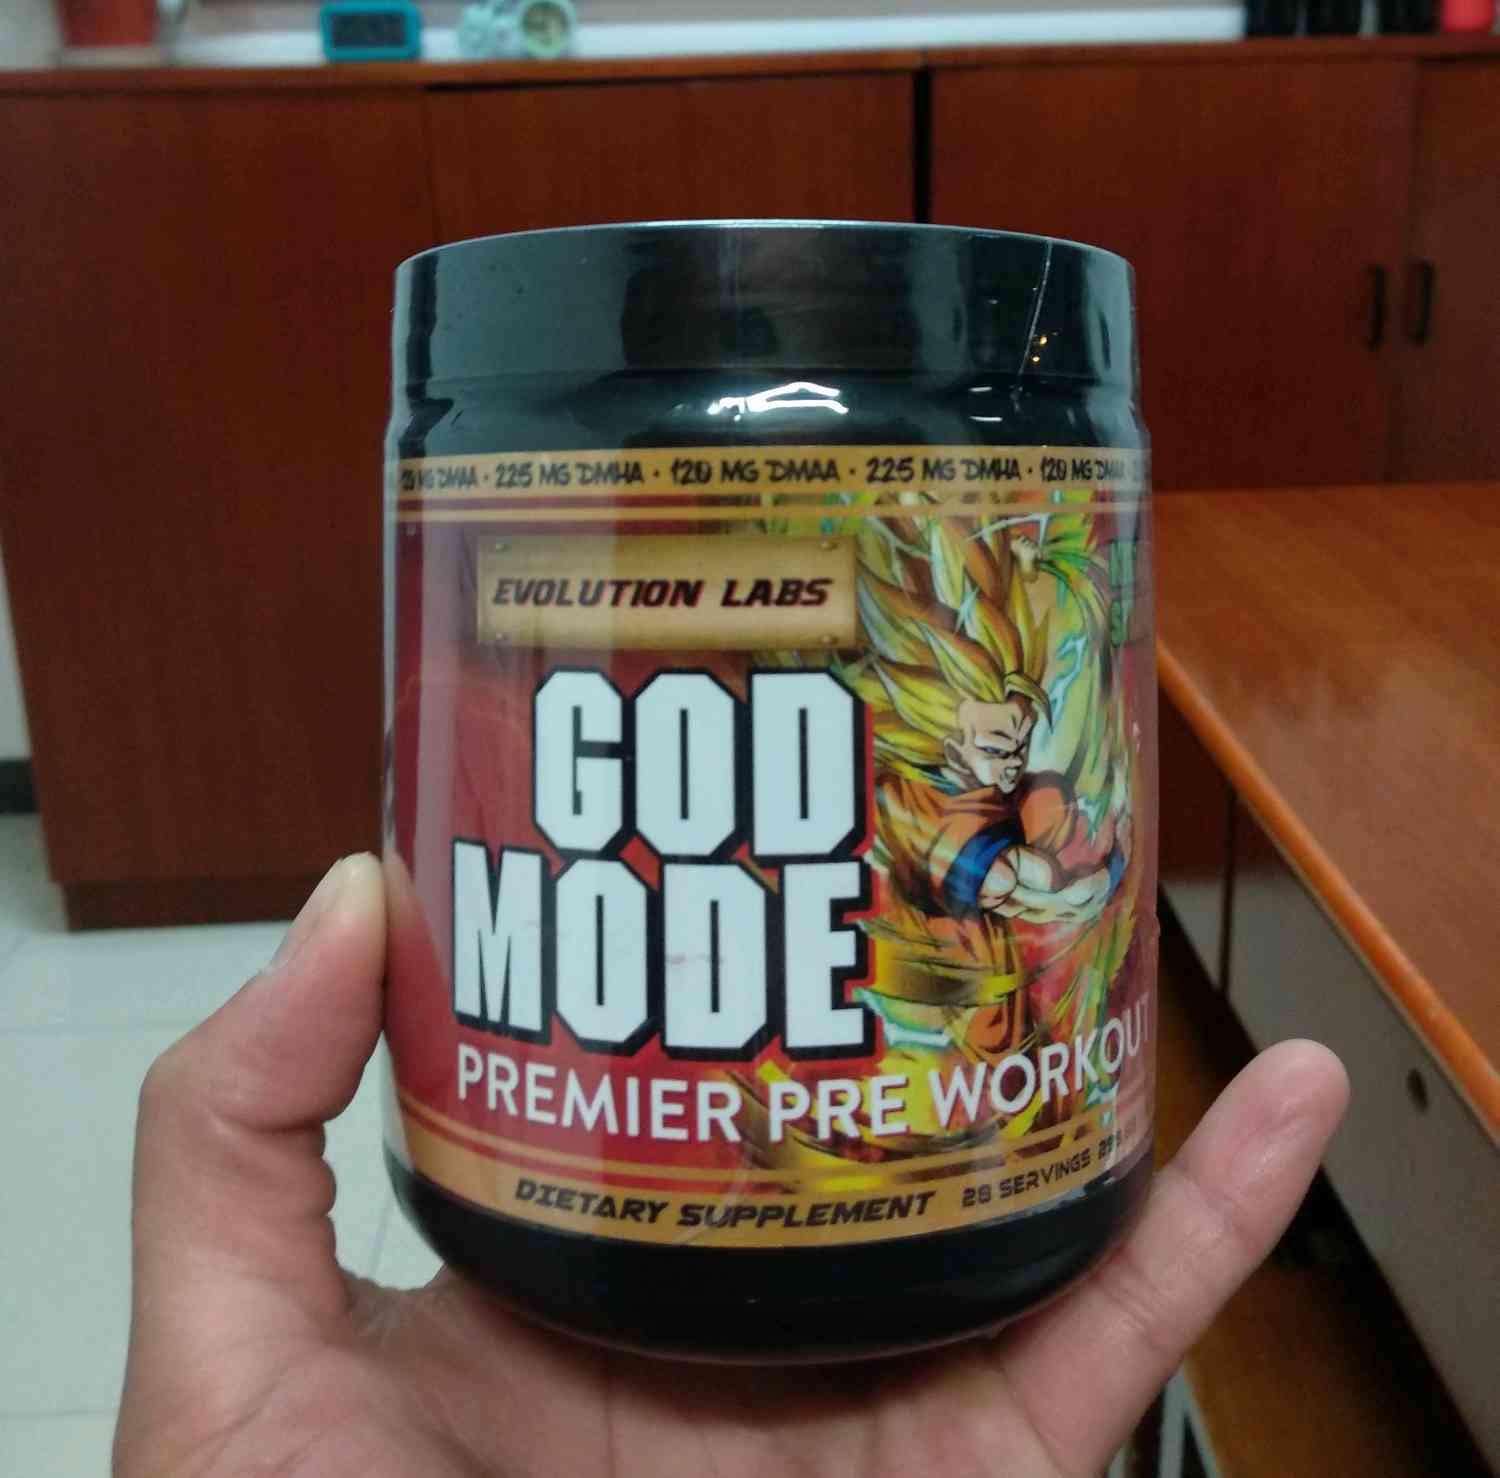 MG DMAA · 225 MG DMHA · 120 MG DMAA · 225 MG DMHA · 120 MG DMAA
EVOLUTION LABS
GOD
MODE
PREMIER PRE WORKOUT
DIETARY SUPPLEMENT 28 SERVINGS